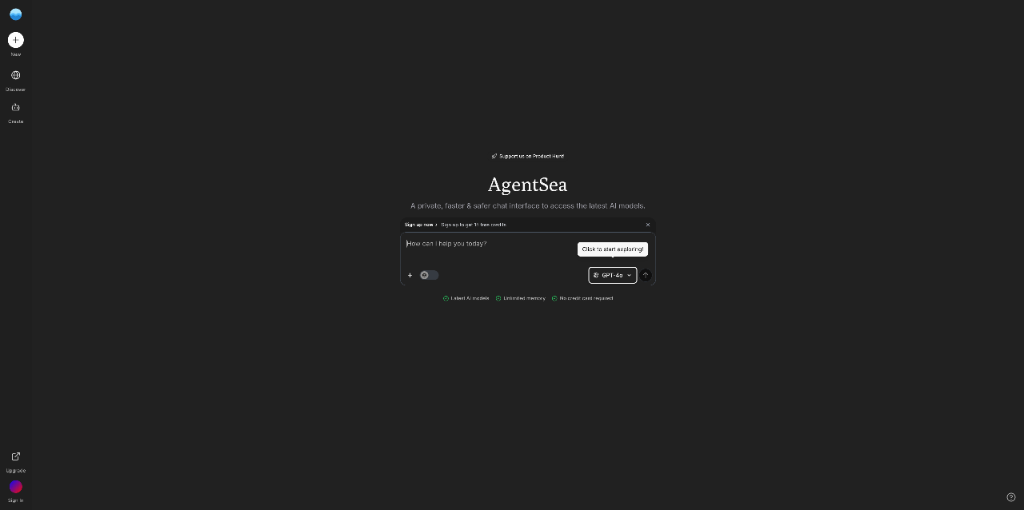 New
Discover
Create
Support us on Product Hunt!
AgentSea
A private, faster & safer chat interface to access the latest AI models.
Sign up now › Sign up to get 11 free credits
How can I help you today?
Click to start exploring!
GPT-4o
Latest AI models Unlimited memory No credit card required
Upgrade
Sign in